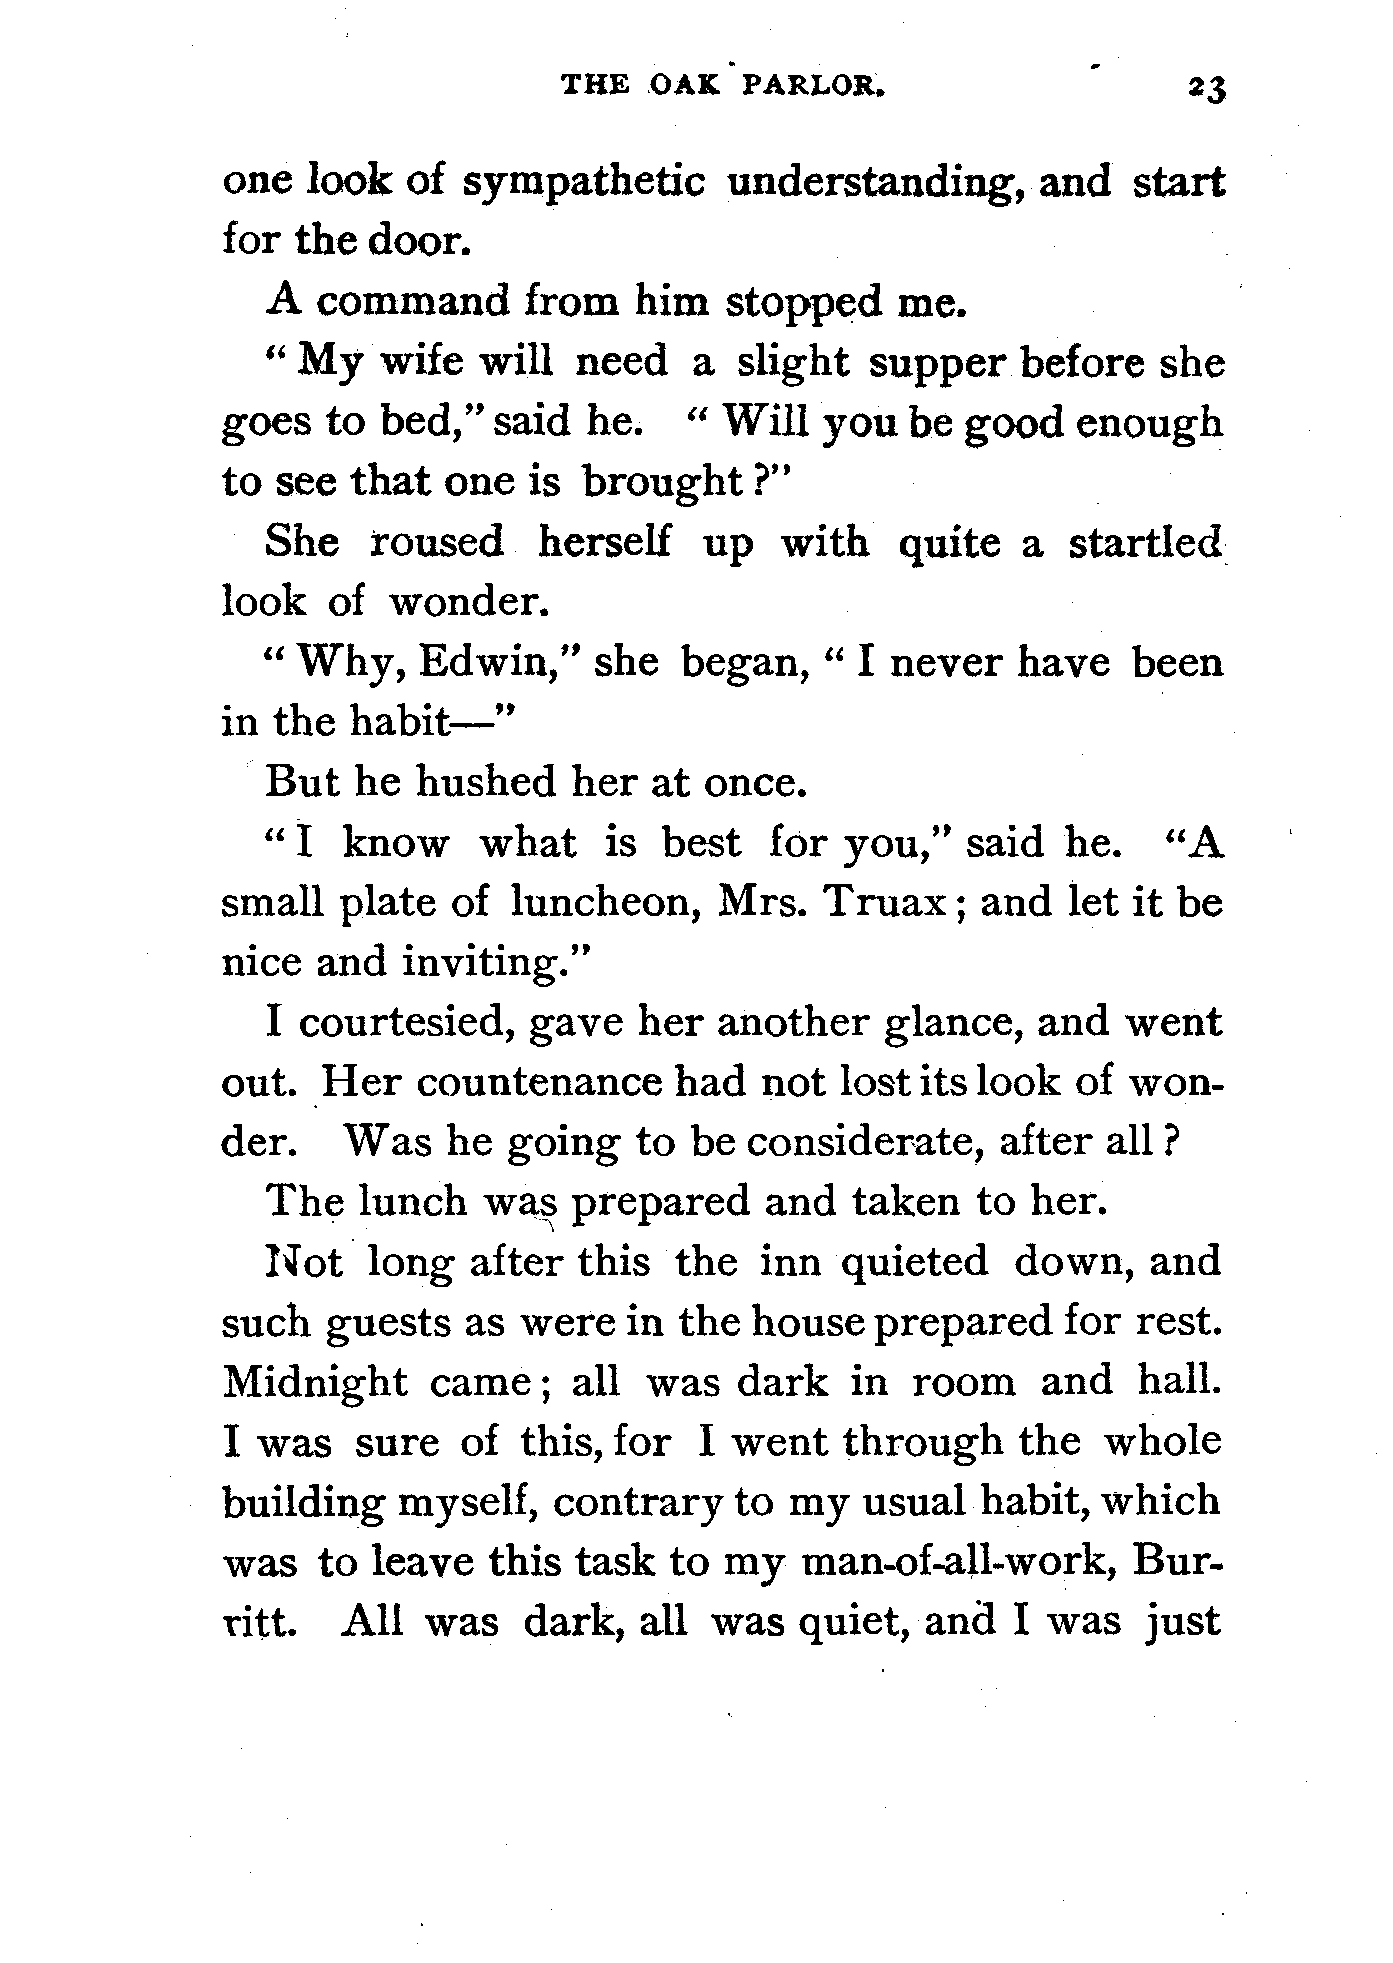 THE OAK PARLOR. 23
one look of sympathetic understanding, and start
for the door.
A command from him stopped me.
“ My wife will need a slight supper before she
goes to bed,” said he. “ Will you be good enough
to see that one is brought ?”
She roused herself up with quite a startled
look of wonder.
“ Why, Edwin,” she began, “ I never have been
in the habit—”
But he hushed her at once.
“ I know what is best for you,” said he. “A
small plate of luncheon, Mrs. Truax ; and let it be
nice and inviting.”
I courtesied, gave her another glance, and went
out. Her countenance had not lost its look of won-
der. Was he going to be considerate, after all ?
The lunch was prepared and taken to her.
Not long after this the inn quieted down, and
such guests as were in the house prepared for rest.
Midnight came ; all was dark in room and hall.
I was sure of this, for I went through the whole
building myself, contrary to my usual habit, which
was to leave this task to my man-of-all-work, Bur-
ritt. All was dark, all was quiet, and I was just